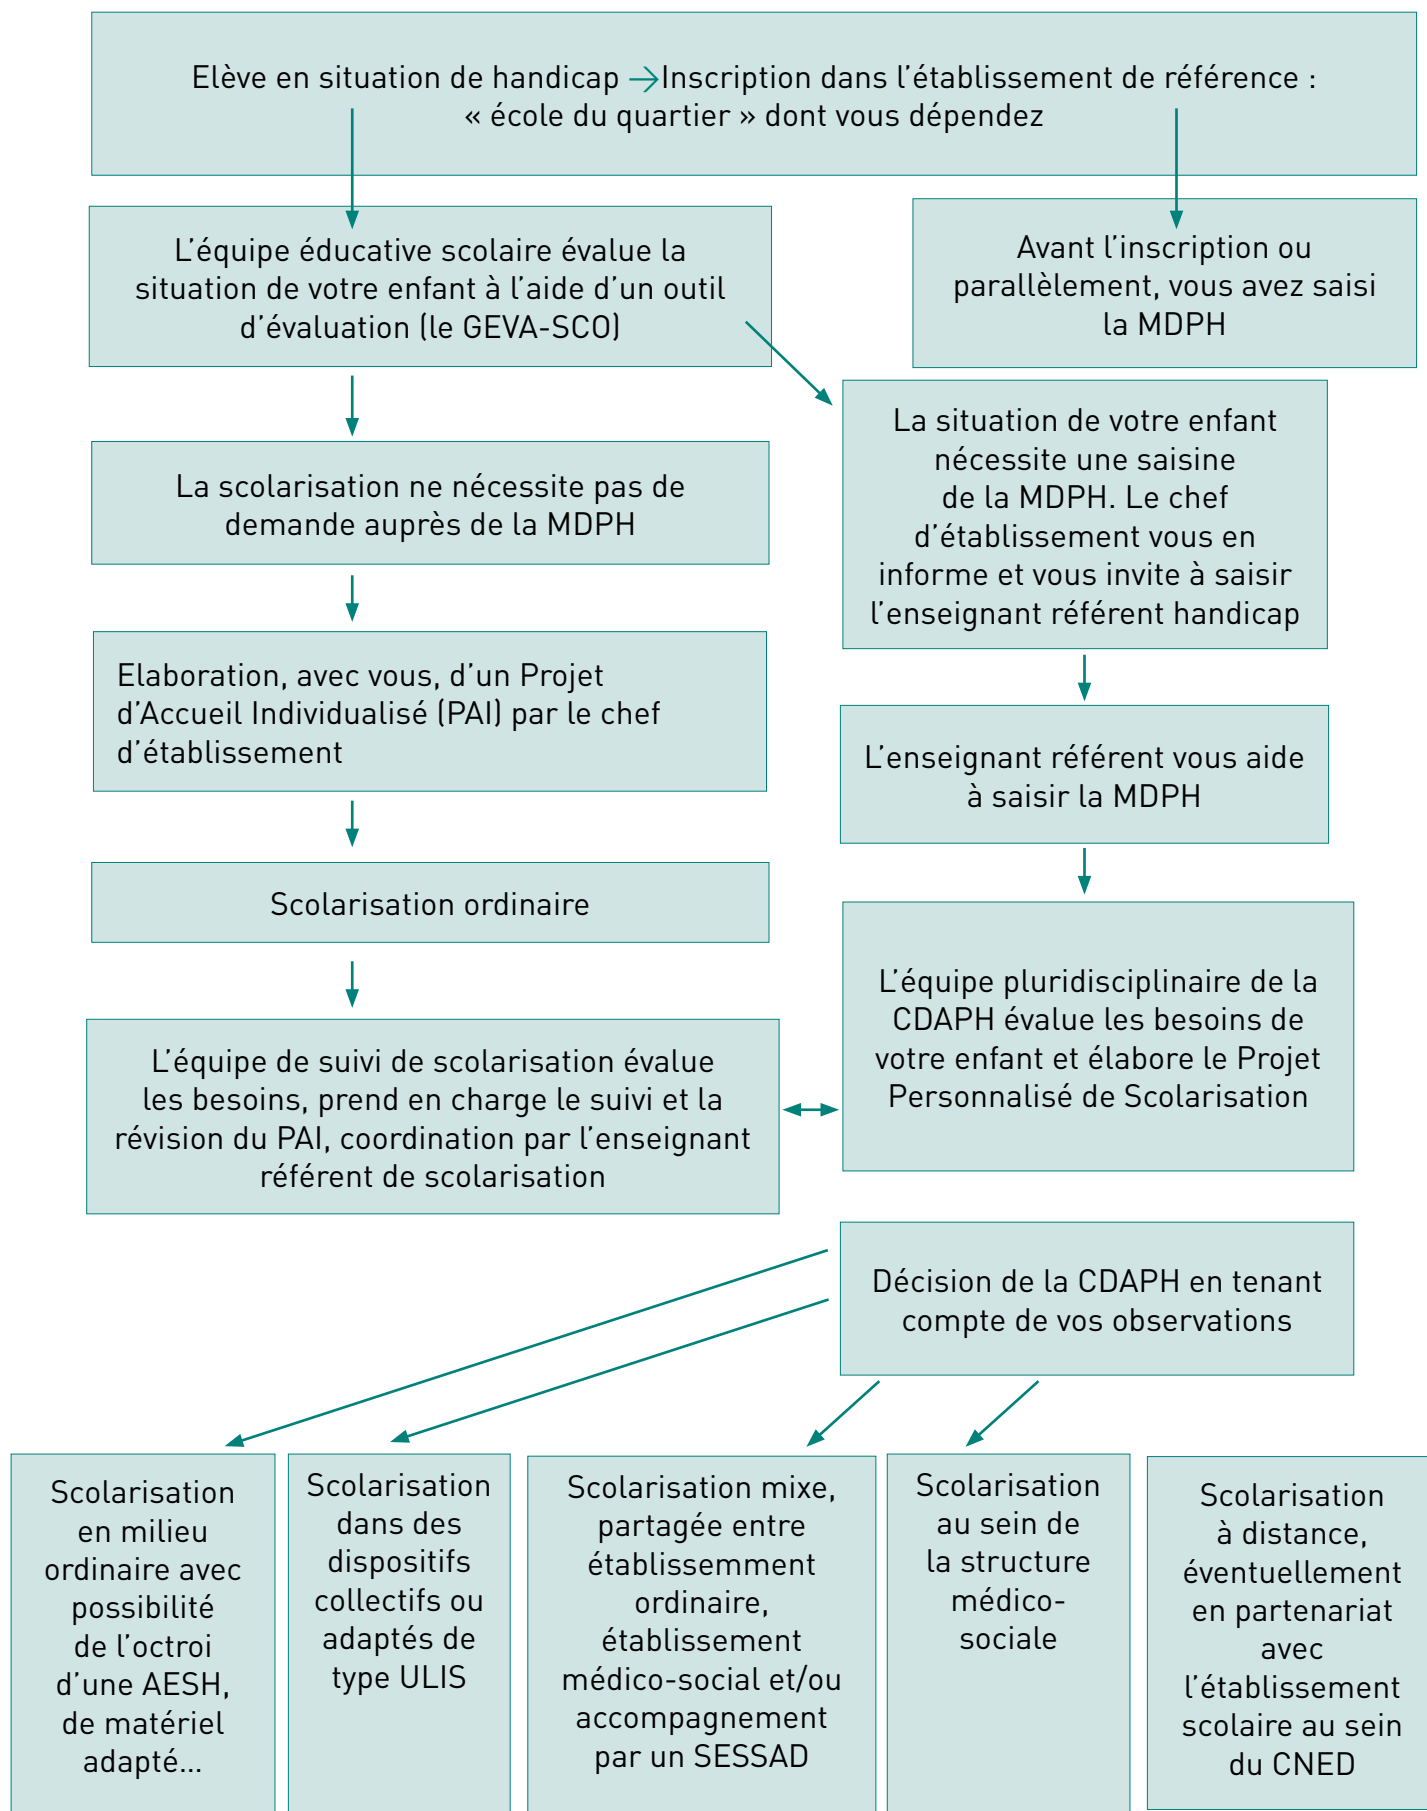 Elève en situation de handicap →Inscription dans l’établissement de référence :
« école du quartier » dont vous dépendez
L’équipe éducative scolaire évalue la
situation de votre enfant à l’aide d’un outil
d’évaluation (le GEVA-SCO)
Avant l’inscription ou
parallèlement, vous avez saisi
la MDPH
La situation de votre enfant
nécessite une saisine
de la MDPH. Le chef
d’établissement vous en
informe et vous invite à saisir
l’enseignant référent handicap
La scolarisation ne nécessite pas de
demande auprès de la MDPH
Elaboration, avec vous, d’un Projet
d’Accueil Individualisé (PAI) par le chef
d’établissement
L’enseignant référent vous aide
à saisir la MDPH
Scolarisation ordinaire
L’équipe pluridisciplinaire de la
CDAPH évalue les besoins de
votre enfant et élabore le Projet
Personnalisé de Scolarisation
L’équipe de suivi de scolarisation évalue
les besoins, prend en charge le suivi et la
révision du PAI, coordination par l’enseignant
référent de scolarisation
Décision de la CDAPH en tenant
compte de vos observations
Scolarisation
en milieu
ordinaire avec
possibilité
de l’octroi
d’une AESH,
de matériel
adapté...
Scolarisation
dans des
dispositifs
collectifs ou
adaptés de
type ULIS
Scolarisation mixe,
partagée entre
établissemment
ordinaire,
établissement
médico-social et/ou
accompagnement
par un SESSAD
Scolarisation
au sein de
la structure
médico-
sociale
Scolarisation
à distance,
éventuellement
en partenariat
avec
l’établissement
scolaire au sein
du CNED